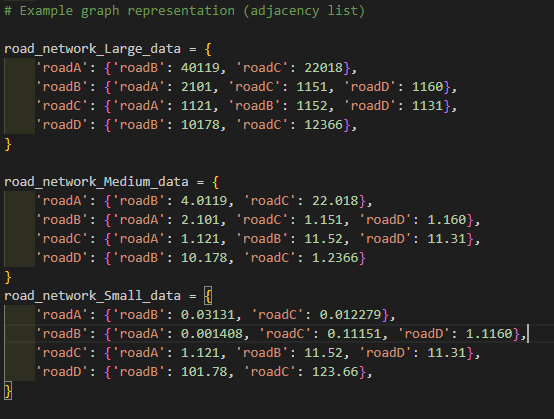 # Example graph representation (adjacency list)
road_network_Large_data = {
'roadA': {'roadB': 40119, 'roadC': 22018},
'roadB': {'roadA': 2101, 'roadC': 1151, 'roadD': 1160},
'roadC': {'roadA': 1121, 'roadB': 1152, 'roadD': 1131},
'roadD': {'roadB': 10178, 'roadC': 12366},
}
road_network_Medium_data = {
'roadA': {'roadB': 4.0119, 'roadC': 22.018},
'roadB': {'roadA': 2.101, 'roadC': 1.151, 'roadD': 1.160},
'roadC': {'roadA': 1.121, 'roadB': 11.52, 'roadD': 11.31},
'roadD': {'roadB': 10.178, 'roadC': 1.2366}
}
road_network_Small_data = {
'roadA': {'roadB': 0.03131, 'roadC': 0.012279},
'roadB': {'roadA': 0.001408, 'roadC': 0.11151, 'roadD': 1.1160},
'roadC': {'roadA': 1.121, 'roadB': 11.52, 'roadD': 11.31},
'roadD': {'roadB': 101.78, 'roadC': 123.66},
}